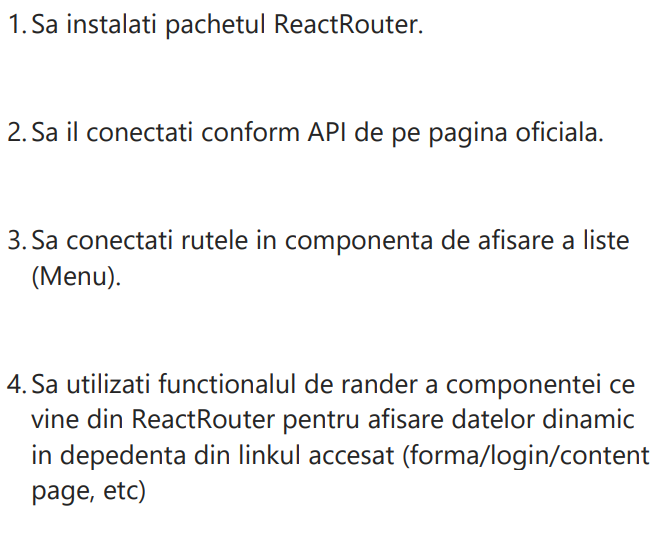 1. Sa instalati pachetul ReactRouter.
2. Sa il conectati conform API de pe pagina oficiala.
3. Sa conectati rutele in componenta de afisare a liste
(Menu).
4. Sa utilizati functionalul de rander a componentei ce
vine din ReactRouter pentru afisare datelor dinamic
in depedenta din linkul accesat (forma/login/content
page, etc)